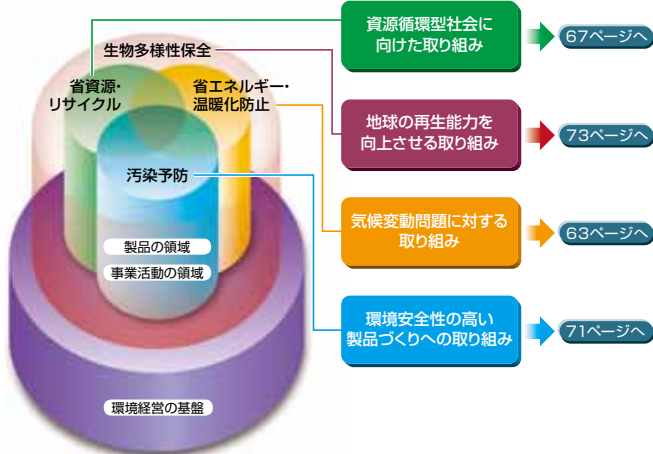 生物多様性保全
省資源・
リサイクル
省エネルギー・
温暖化防止
汚染予防
製品の領域
事業活動の領域
環境経営の基盤
資源循環型社会に
向けた取り組み
67ページへ
地球の再生能力を
向上させる取り組み
73ページへ
気候変動問題に対する
取り組み
63ページへ
環境安全性の高い
製品づくりへの取り組み
71ページへ